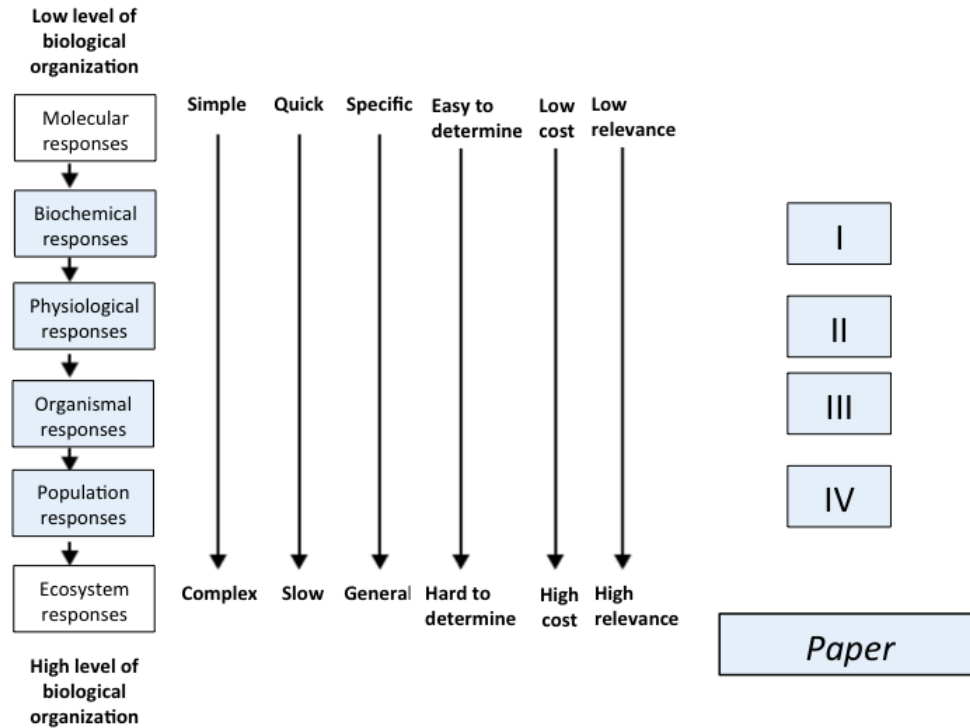 Low level of
biological
organization
Molecular
responses
Biochemical
responses
Physiological
responses
Organismal
responses
Population
responses
Ecosystem
responses
High level of
biological
organization
Simple
Quick
Specific
Easy to
determine
Low
cost
Low
relevance
Complex
Slow
General
Hard to
determine
High
cost
High
relevance
I
II
III
IV
Paper